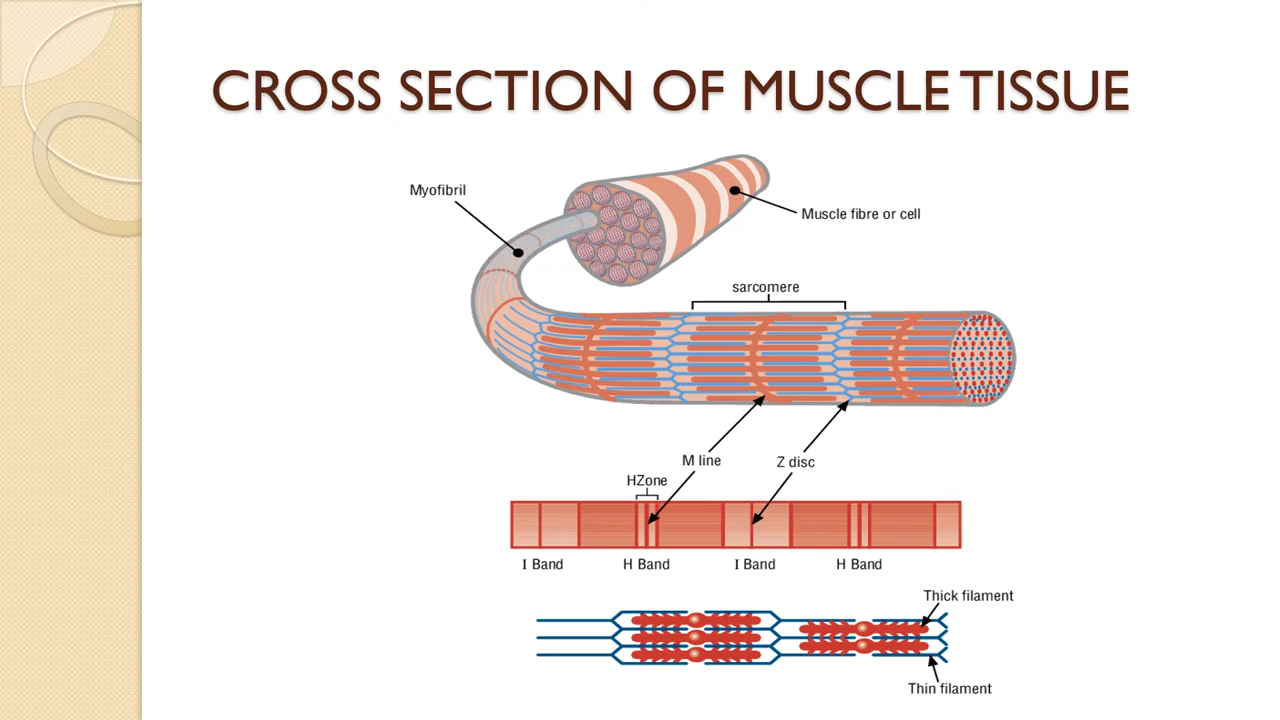 CROSS SECTION OF MUSCLE TISSUE
Myofibril
Muscle fibre or cell
sarcomere
M line
Z disc
HZone
I Band
H Band
I Band
H Band
Thick filament
Thin filament